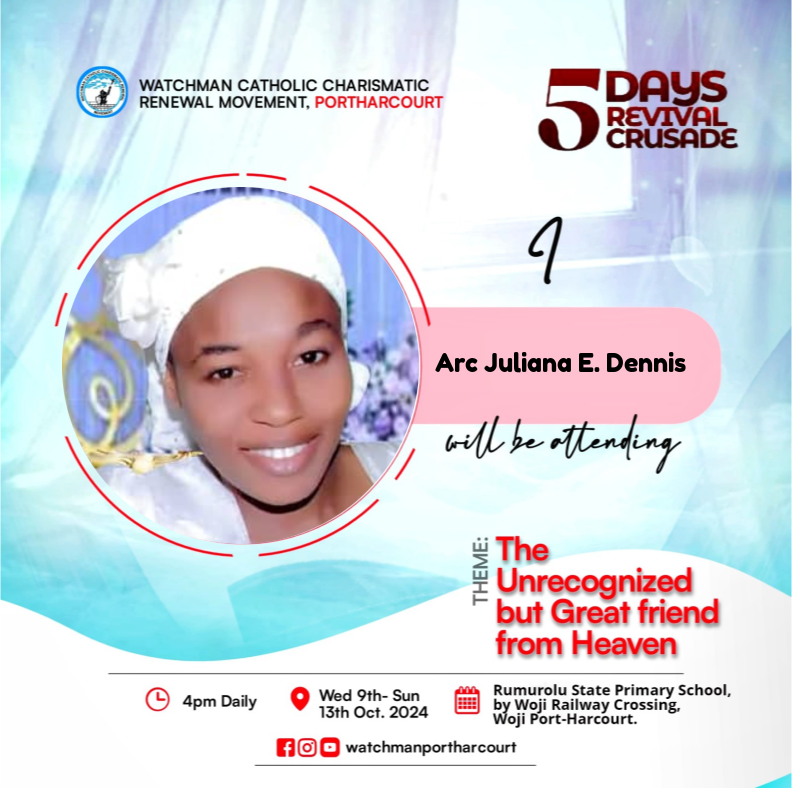 WATCHMAN CATHOLIC CHARISMATIC
RENEWAL MOVEMENT, PORTHARCOURT
5 DAYS
REVIVAL
CRUSADE
I
Arc Juliana E. Dennis
will be attending
THEME:
The
Unrecognized
but Great friend
from Heaven
4pm Daily
Wed 9th- Sun
13th Oct. 2024
Rumurolu State Primary School,
by Woji Railway Crossing,
Woji Port-Harcourt.
watchmanportharcourt